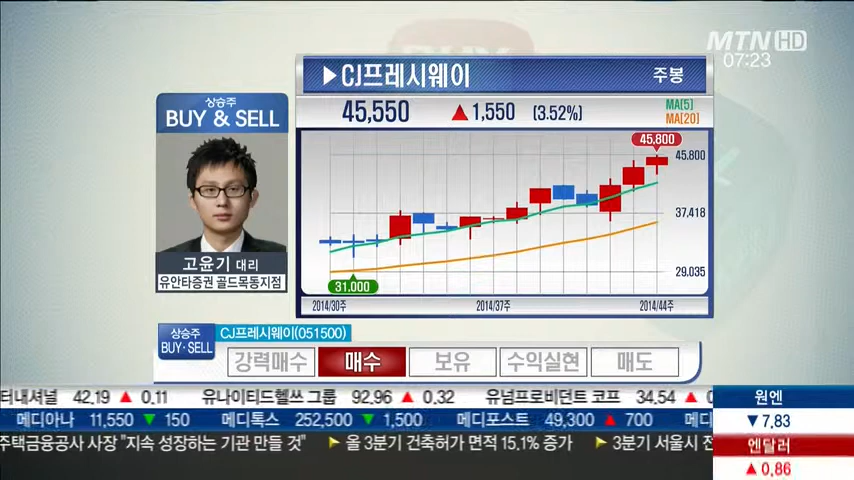 MTN HD
07:23
▶CJ프레시웨이
주봉
상승주
BUY & SELL
45,550 ▲1,550 (3.52%)
MA[5]
MA[20]
45.800
45.800
37.418
29.035
31.000
2014/30주
2014/37주
2014/44주
고윤기 대리
유안타증권 골드목동지점
상승주
BUY·SELL
CJ프레시웨이(051500)
강력매수
매수
보유
수익실현
매도
터내셔널 42,19 ▲ 0,11 유나이티드헬쓰 그룹 92,96 ▲ 0,32 유넘프로비던트 코프 34,54 ▲
메디아나 11,550 ▼ 150 메디톡스 252,500 ▼ 1,500 메디포스트 49,300 ▲ 700 메디
주택금융공사 사장 "지속 성장하는 기관 만들 것" ▶ 올 3분기 건축허가 면적 15.1% 증가 ▶ 3분기 서울시
원엔
▼7,83
엔달러
▲0,86